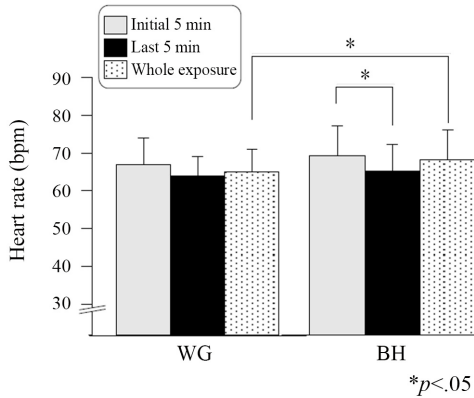 Initial 5 min
Last 5 min
Whole exposure
*
*
90
80
70
60
50
40
30
Heart rate (bpm)
WG
BH
*p<.05